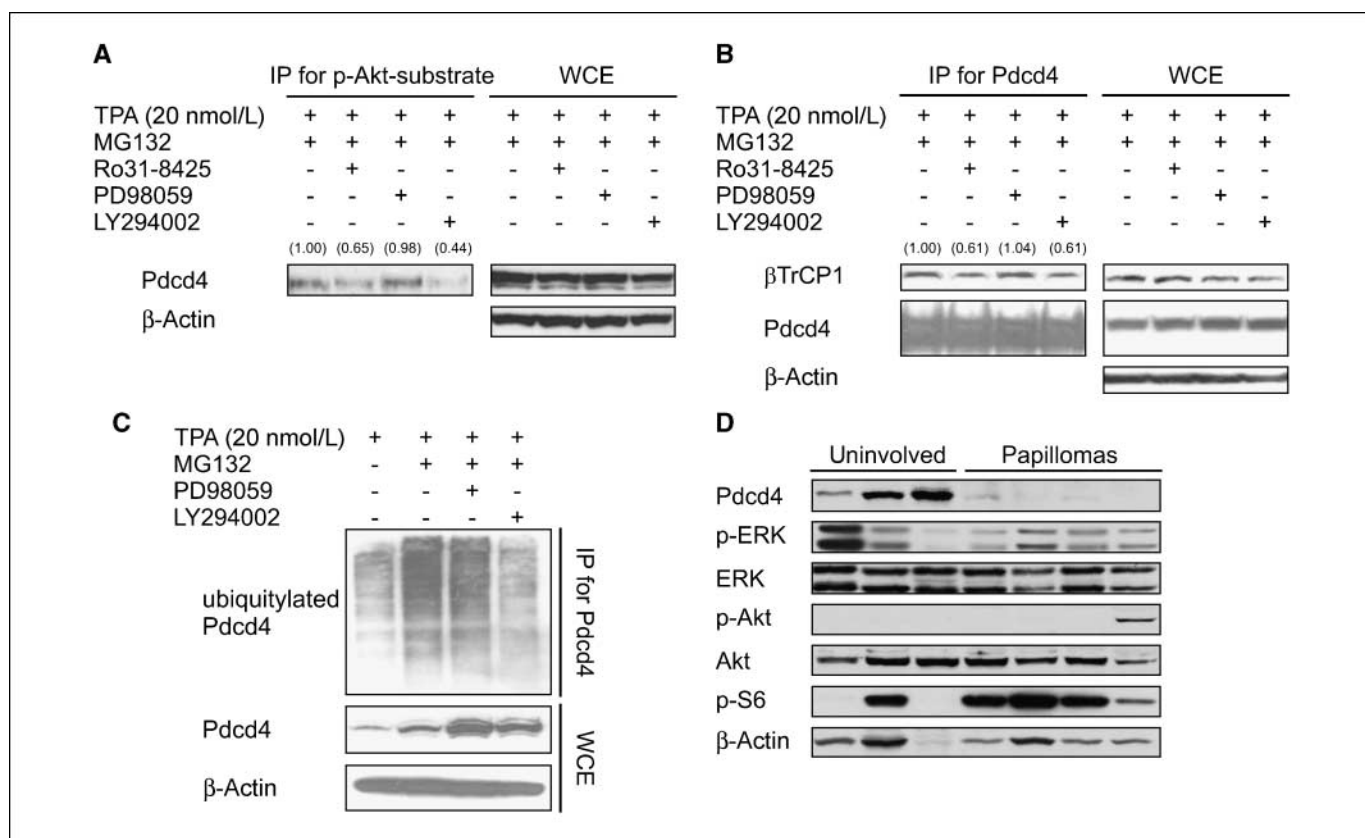 A
IP for p-Akt-substrate WCE
TPA (20 nmol/L) + + + + + + + +
MG132 + + + + + + + +
Ro31-8425 - + - - - + - -
PD98059 - - + - - - + -
LY294002 - - - + - - - +
(1.00) (0.65) (0.98) (0.44)
Pdcd4
β-Actin
B
IP for Pdcd4 WCE
TPA (20 nmol/L) + + + + + + + +
MG132 + + + + + + + +
Ro31-8425 - + - - - + - -
PD98059 - - + - - - + -
LY294002 - - - + - - - +
(1.00) (0.61) (1.04) (0.61)
βTrCP1
Pdcd4
β-Actin
C
TPA (20 nmol/L) + + + +
MG132 - + + +
PD98059 - - + -
LY294002 - - - +
ubiquitylated
Pdcd4
IP for Pdcd4
Pdcd4
β-Actin
WCE
D
Uninvolved Papillomas
Pdcd4
p-ERK
ERK
p-Akt
Akt
p-S6
β-Actin